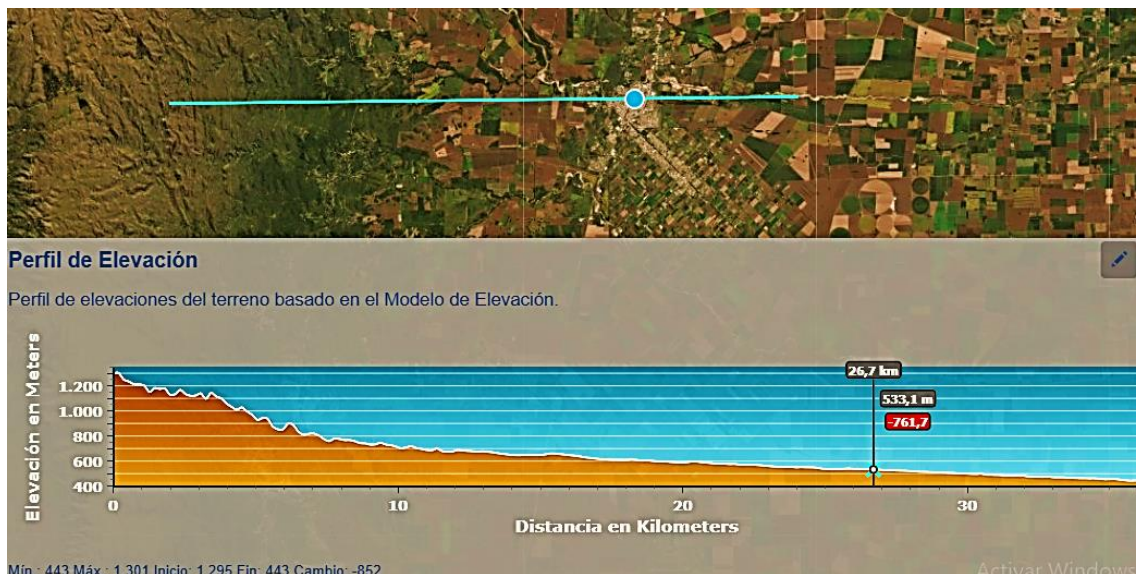 Perfil de Elevación
Perfil de elevaciones del terreno basado en el Modelo de Elevación.
Elevación en Meters
1.200
1.000
800
600
400
26,7 km
533,1 m
-761,7
0
10
20
30
Distancia en Kilometers
Mín.: 443 Máx.: 1.301 Inicio: 1.295 Fin: 443 Cambio: -852
Activar Windows